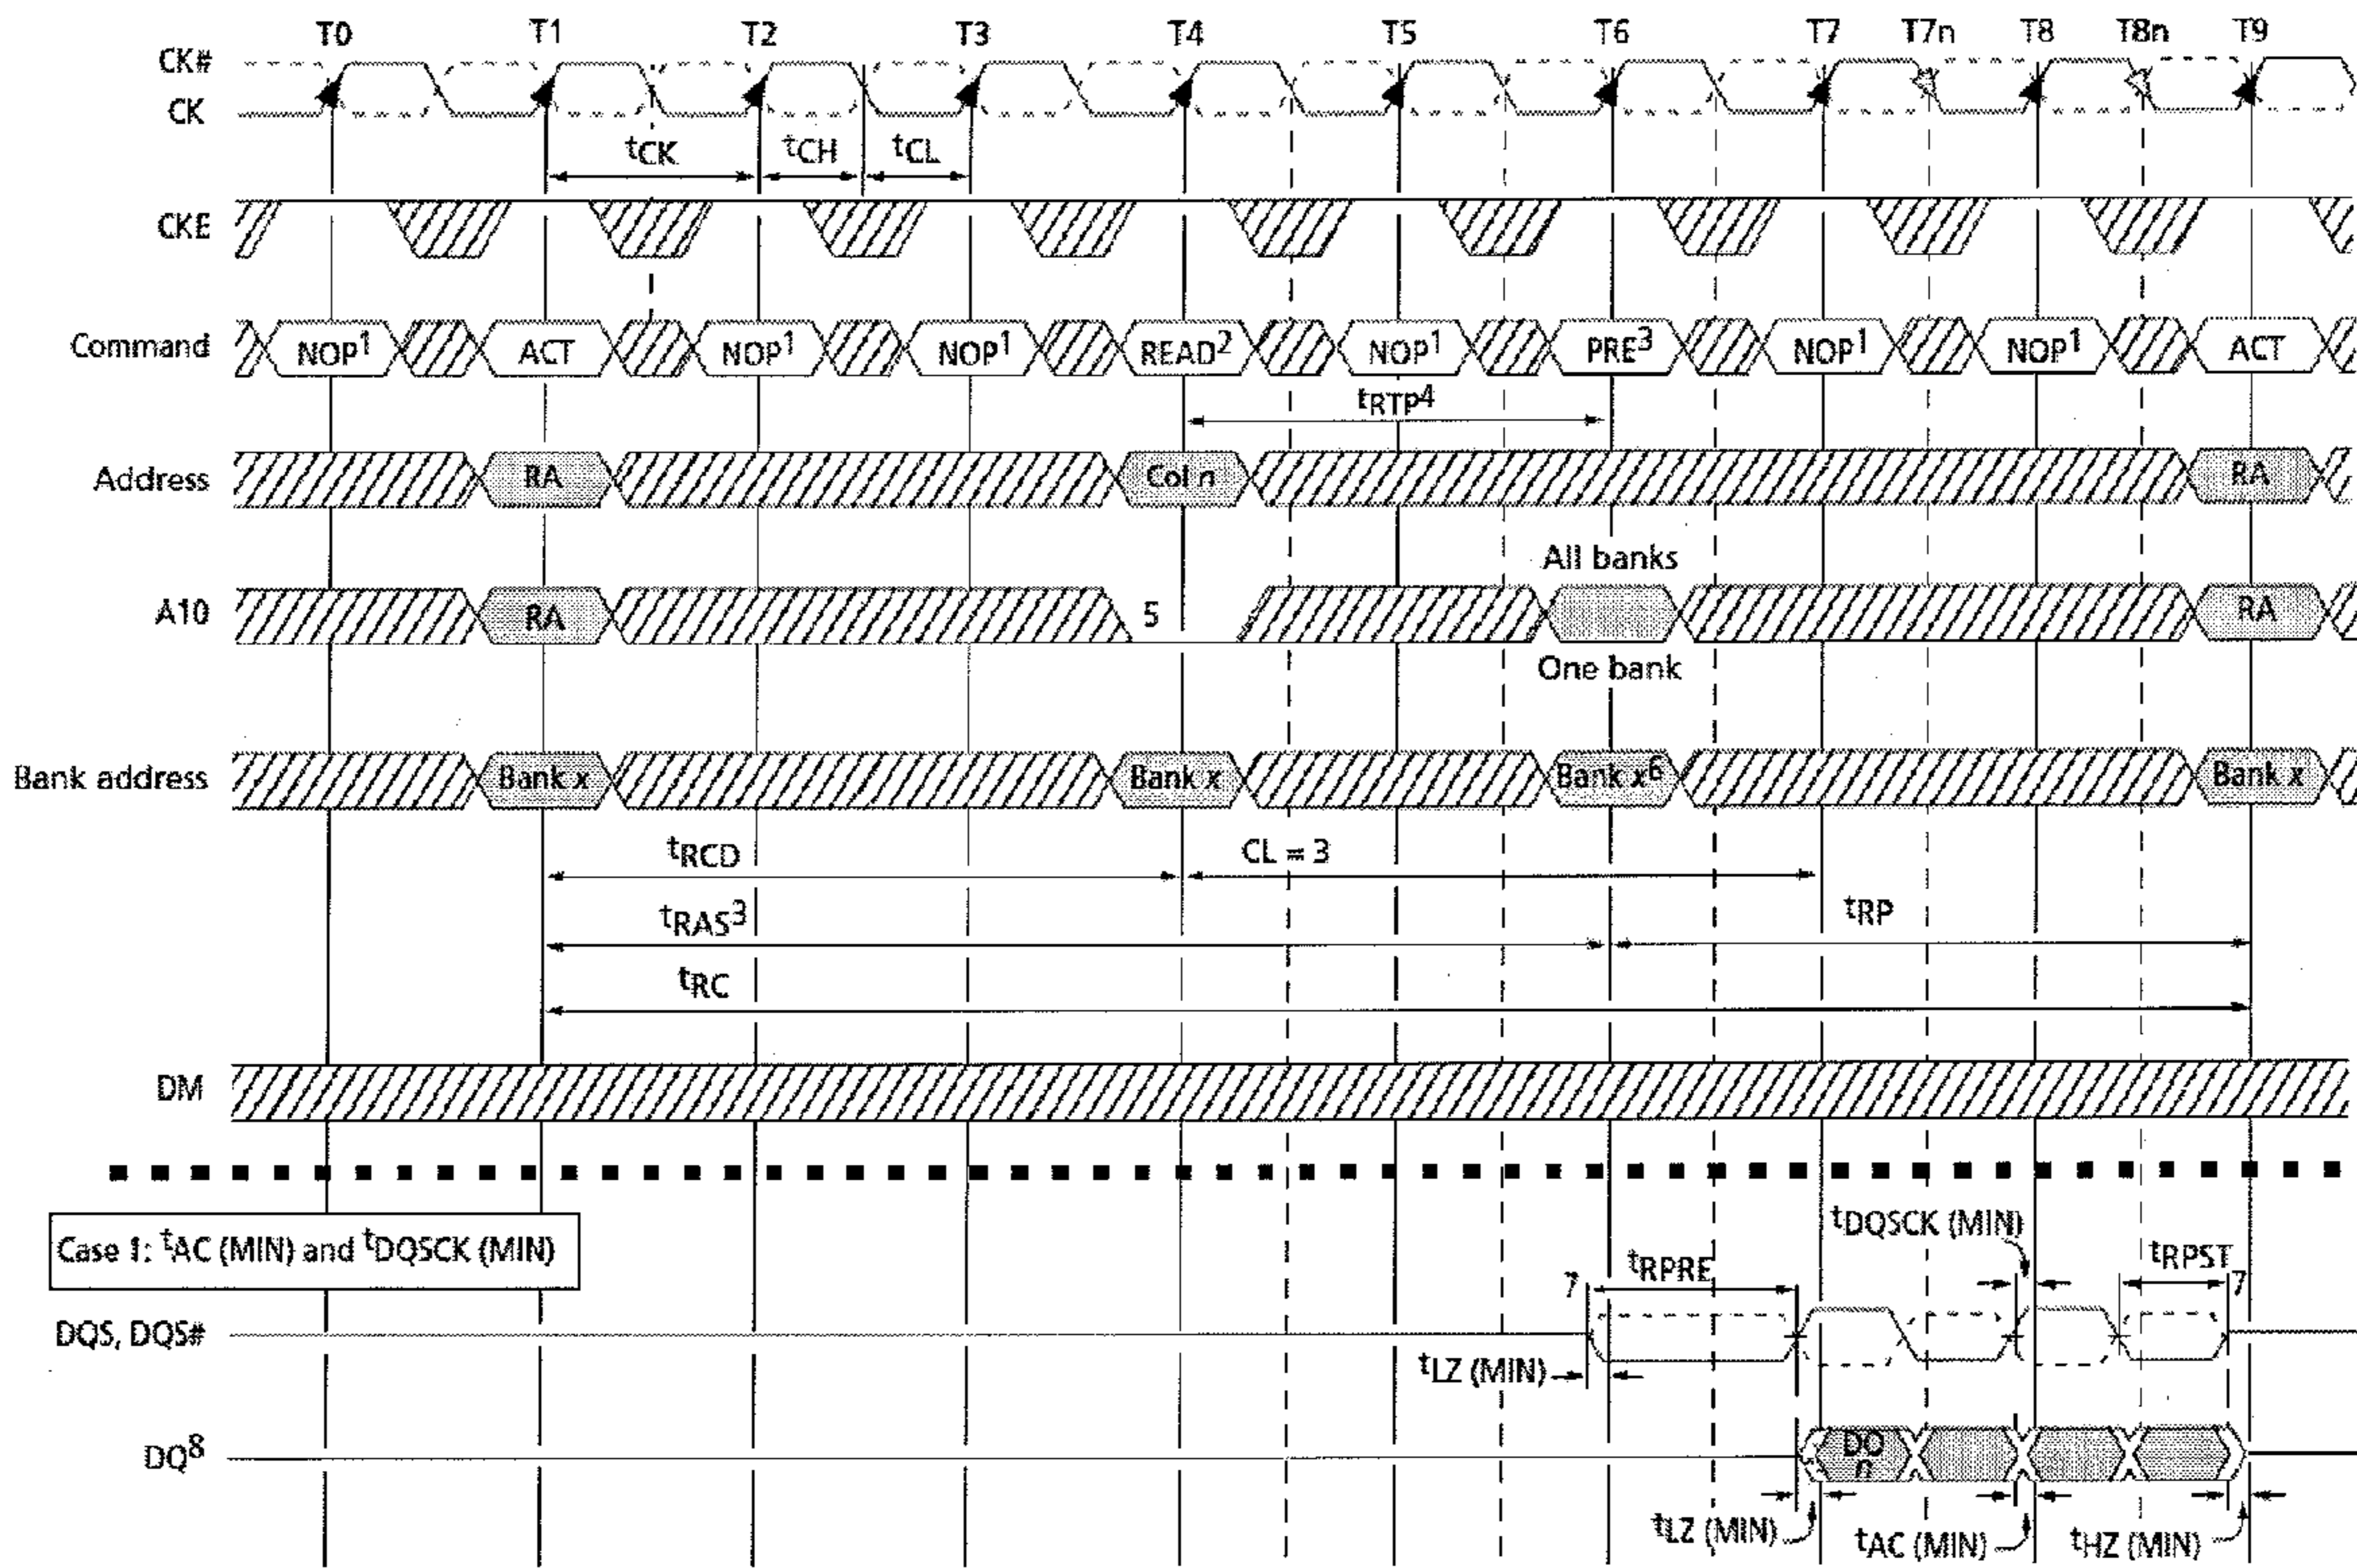 T0 T1 T2 T3 T4 T5 T6 T7 T7n T8 T8n T9
CK#
CK
tCK tCH tCL
CKE
Command NOP1 ACT NOP1 NOP1 READ2 NOP1 PRE3 NOP1 NOP1 ACT
tRTP4
Address RA Col n RA
All banks
A10 RA 5 RA
One bank
Bank address Bank x Bank x Bank x6 Bank x
tRCD CL = 3
tRAS3 tRP
tRC
DM
Case 1: tAC (MIN) and tDQSCK (MIN)
tDQSCK (MIN)
7 tRPRE tRPST 7
DQS, DQS#
tLZ (MIN)
DQ8 DO
n
tLZ (MIN) tAC (MIN) tHZ (MIN)